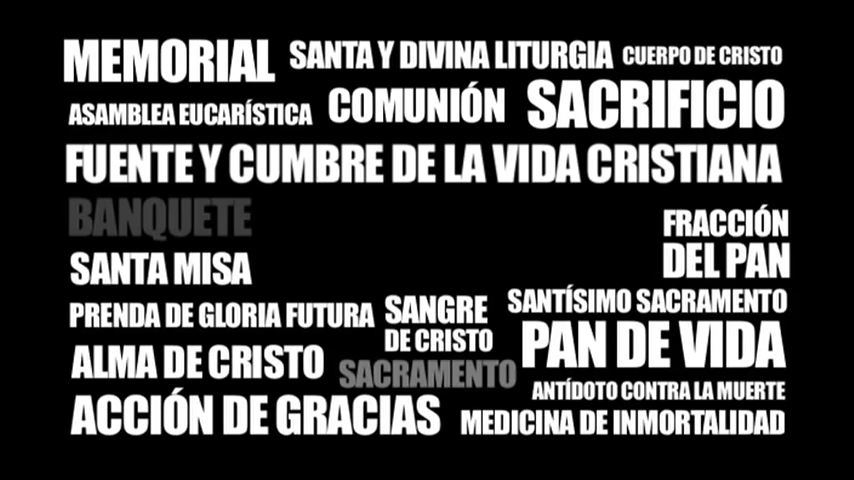 MEMORIAL
SANTA Y DIVINA LITURGIA
CUERPO DE CRISTO
ASAMBLEA EUCARÍSTICA
COMUNIÓN
SACRIFICIO
FUENTE Y CUMBRE DE LA VIDA CRISTIANA
BANQUETE
FRACCIÓN
DEL PAN
SANTA MISA
PRENDA DE GLORIA FUTURA
SANGRE
DE CRISTO
SANTÍSIMO SACRAMENTO
PAN DE VIDA
ALMA DE CRISTO
SACRAMENTO
ANTÍDOTO CONTRA LA MUERTE
ACCIÓN DE GRACIAS
MEDICINA DE INMORTALIDAD